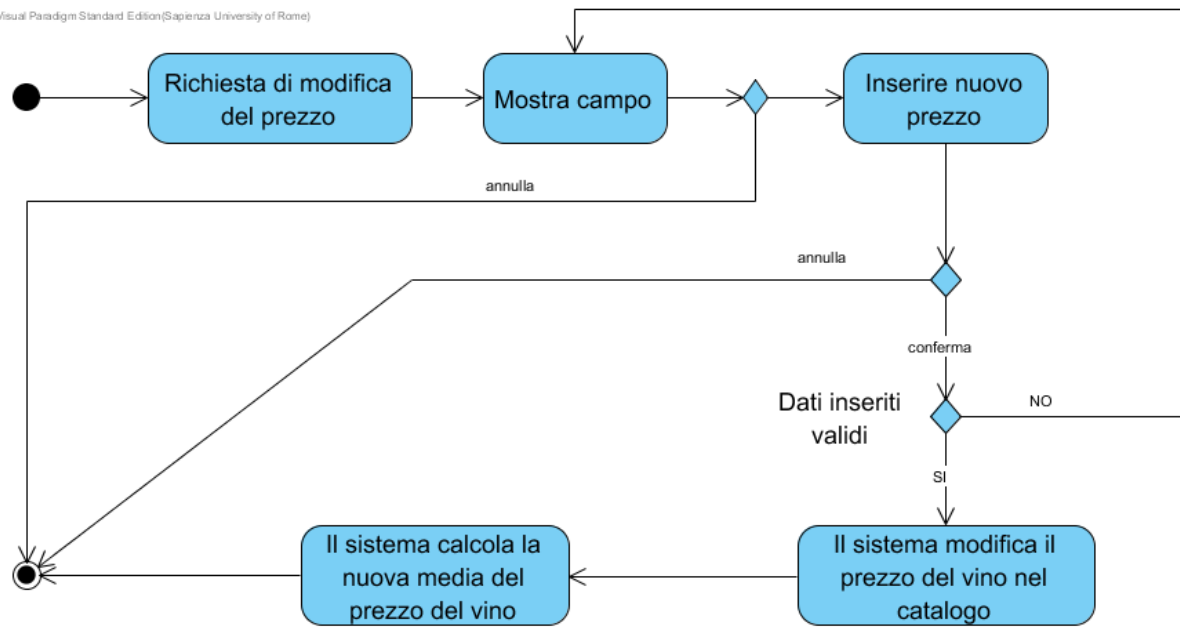 Visual Paradigm Standard Edition(Sapienza University of Rome)
Richiesta di modifica
del prezzo
Mostra campo
Inserire nuovo
prezzo
annulla
annulla
conferma
Dati inseriti
validi
NO
SI
Il sistema calcola la
nuova media del
prezzo del vino
Il sistema modifica il
prezzo del vino nel
catalogo